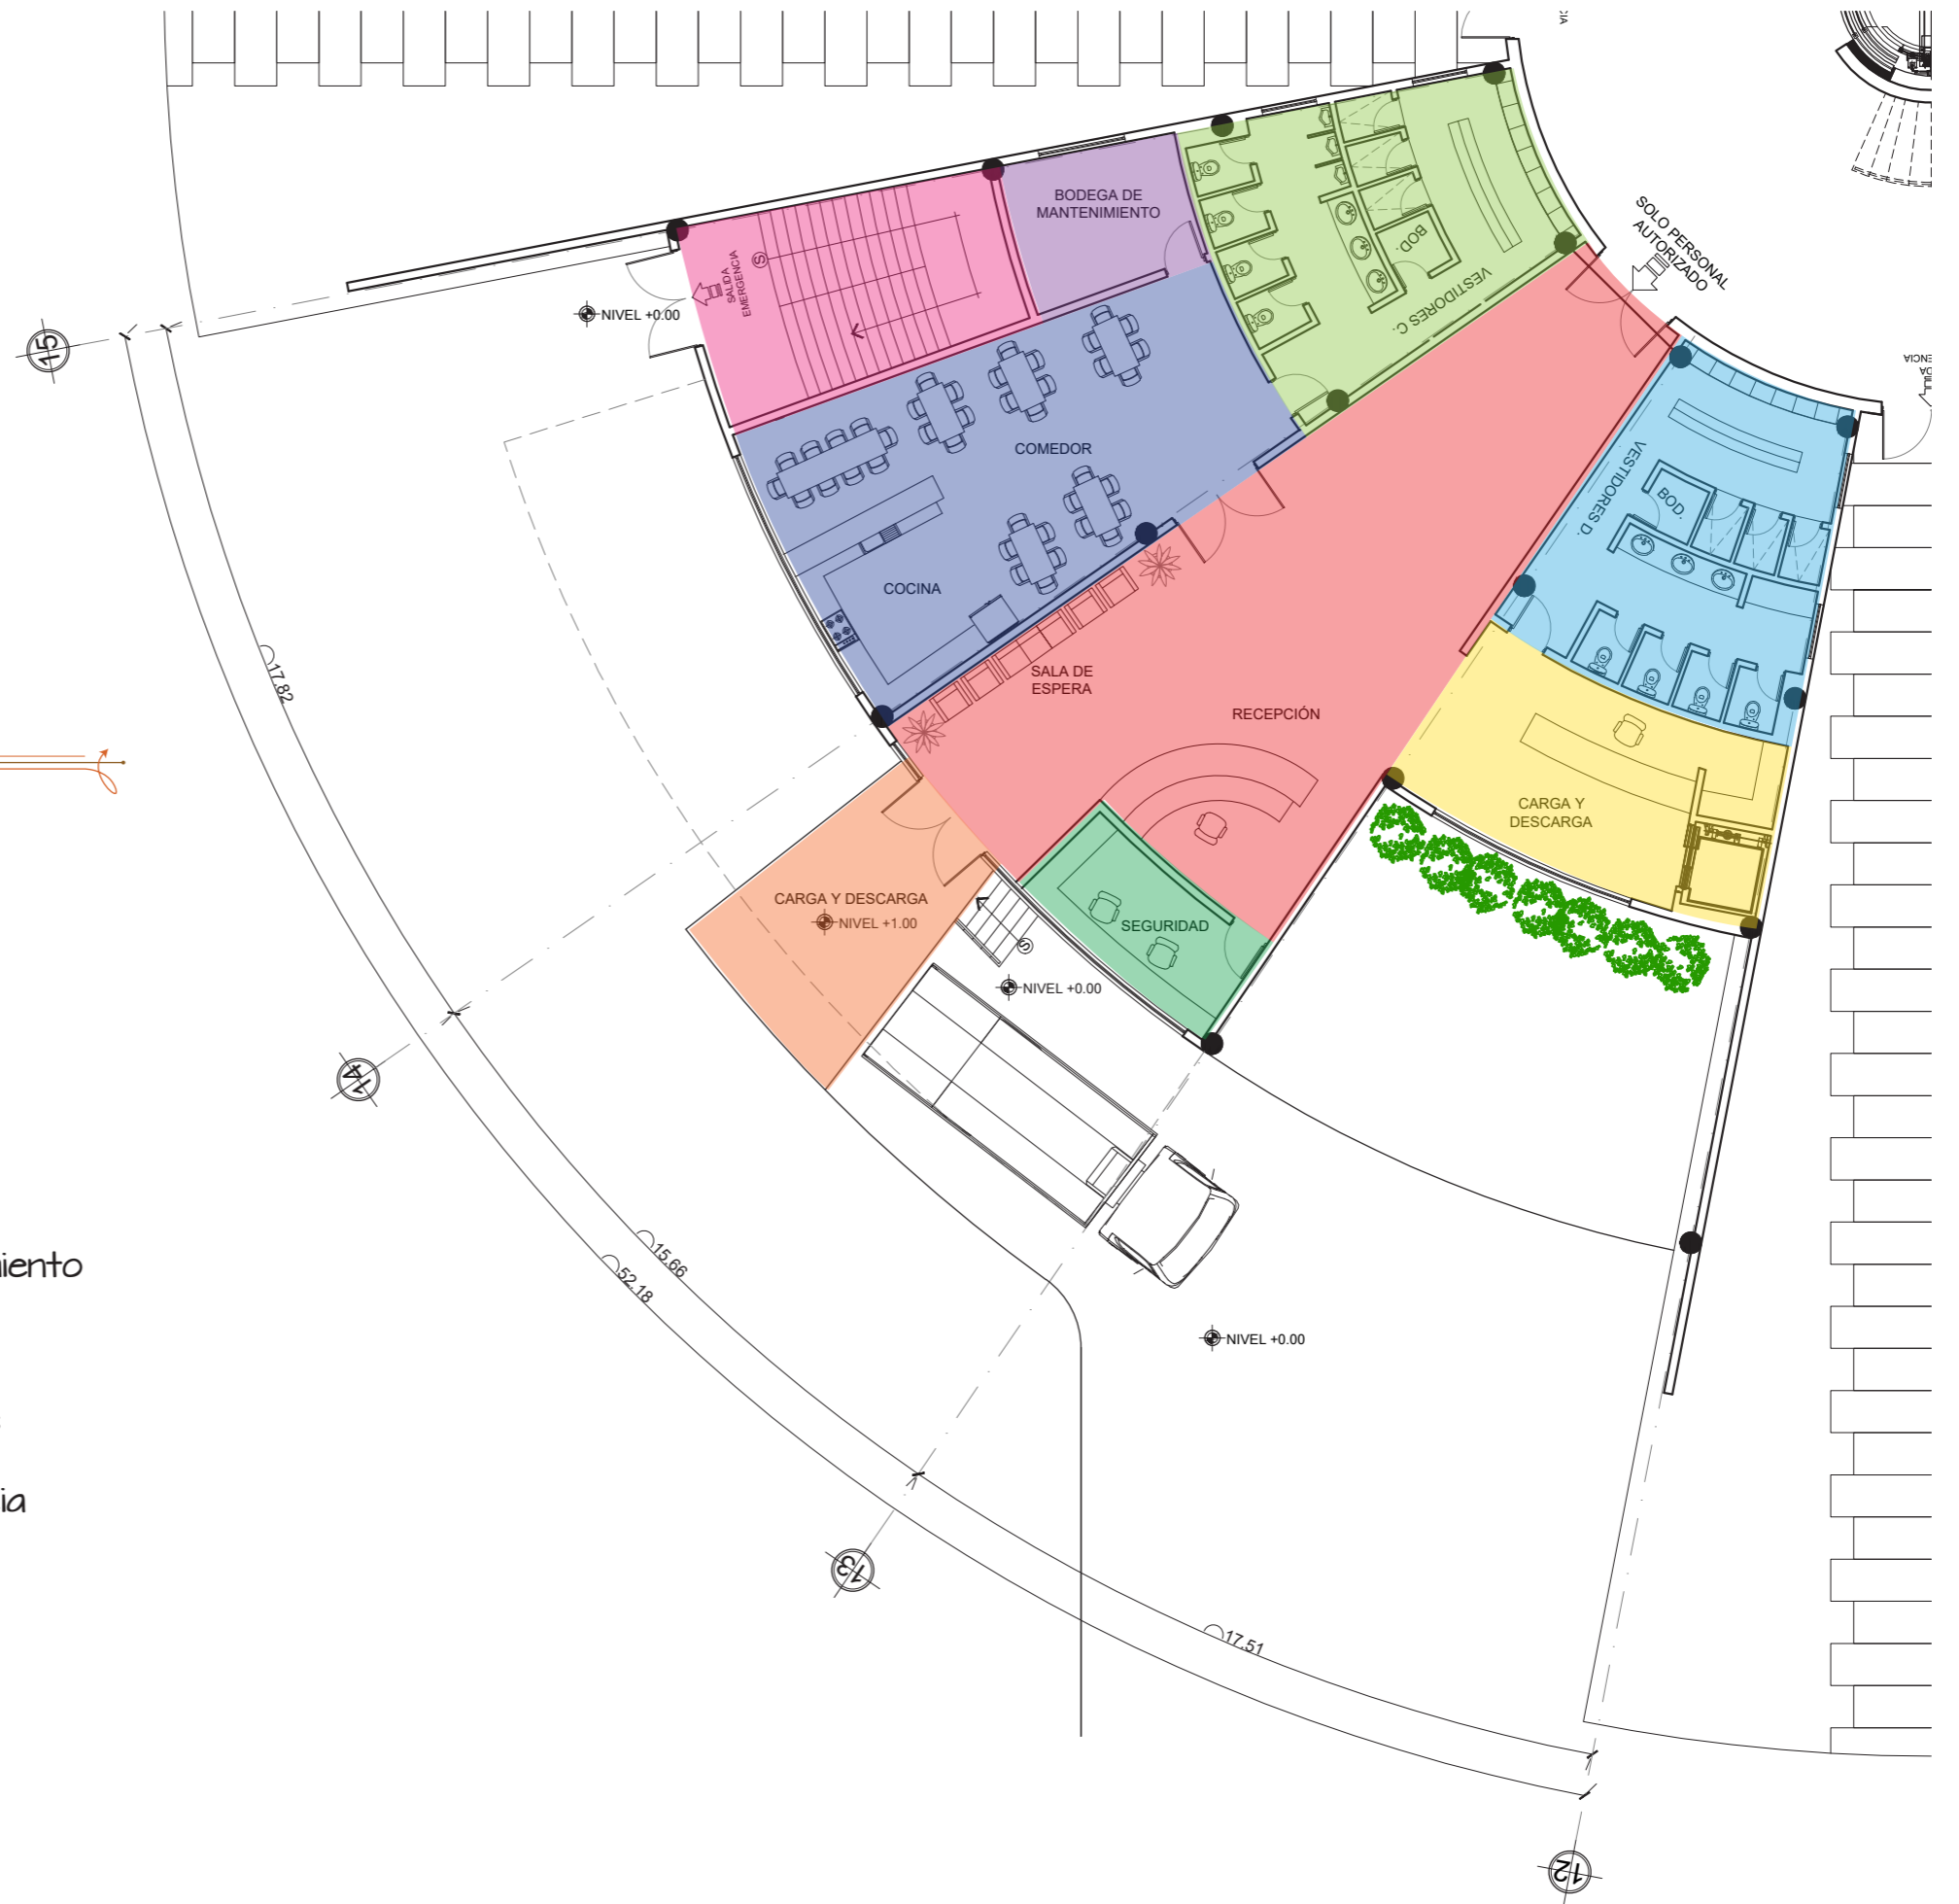 CIA
SOLO PERSONAL
AUTORIZADO
BODEGA DE
MANTENIMIENTO
BOD.
VESTIDORES C.
SALIDA
EMERGENCIA
S
NIVEL +0.00
15
COMEDOR
VESTIDORES D.
BOD.
COCINA
17.82
SALA DE
ESPERA
RECEPCIÓN
CARGA Y
DESCARGA
CARGA Y DESCARGA
NIVEL +1.00
SEGURIDAD
S
NIVEL +0.00
14
15.66
52.18
miento
NIVEL +0.00
ia
13
17.51
12